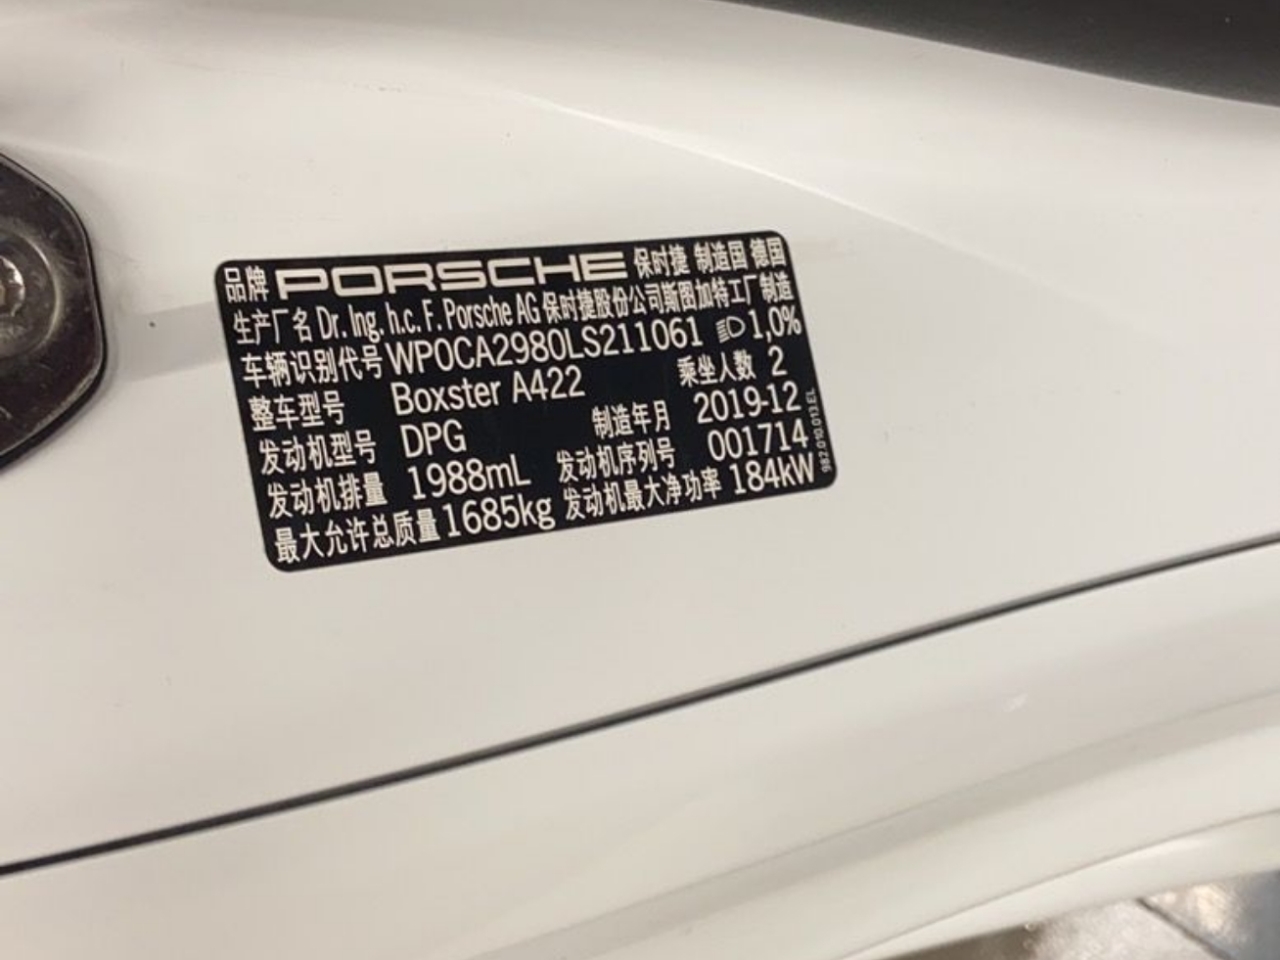 品牌 PORSCHE 保时捷 制造国 德国
生产厂名 Dr. Ing. h.c. F. Porsche AG 保时捷股份公司斯图加特工厂制造
车辆识别代号 WP0CA2980LS211061 1,0%
整车型号 Boxster A422 乘坐人数 2
发动机型号 DPG 制造年月 2019-12
发动机排量 1988mL 发动机序列号 001714
最大允许总质量 1685kg 发动机最大净功率 184kW
982.010.013.EL